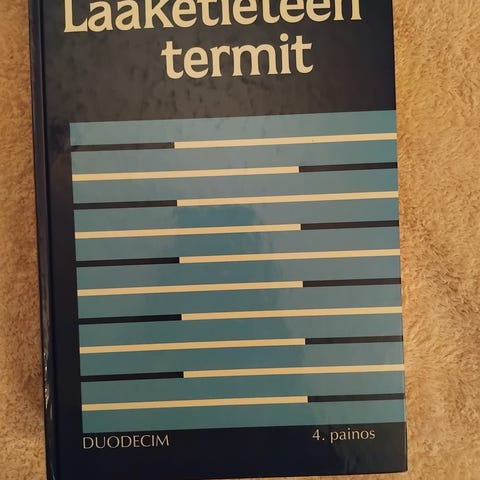 Lääketieteen
termit
DUODECIM
4. painos